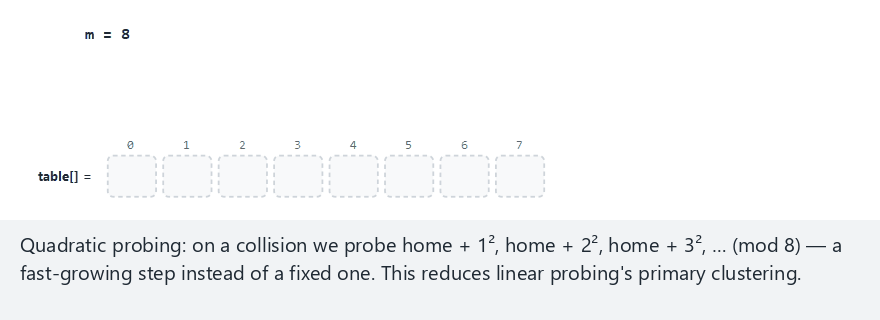 m = 8
0 1 2 3 4 5 6 7
table[] =
Quadratic probing: on a collision we probe home + 1², home + 2², home + 3², … (mod 8) — a
fast-growing step instead of a fixed one. This reduces linear probing's primary clustering.